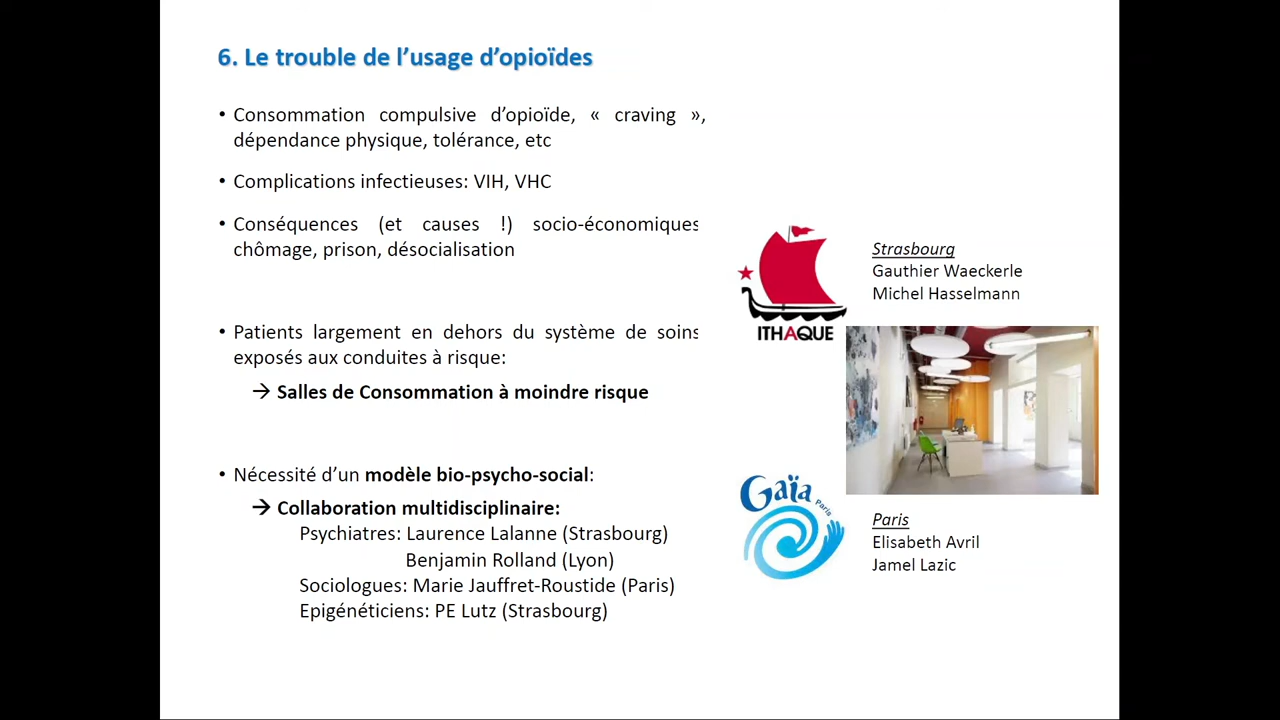 6. Le trouble de l’usage d’opioïdes
• Consommation compulsive d’opioïde, « craving »,
dépendance physique, tolérance, etc
• Complications infectieuses: VIH, VHC
• Conséquences (et causes !) socio-économiques
chômage, prison, désocialisation
• Patients largement en dehors du système de soins
exposés aux conduites à risque:
→ Salles de Consommation à moindre risque
• Nécessité d’un modèle bio-psycho-social:
→ Collaboration multidisciplinaire:
Psychiatres: Laurence Lalanne (Strasbourg)
Benjamin Rolland (Lyon)
Sociologues: Marie Jauffret-Roustide (Paris)
Epigénéticiens: PE Lutz (Strasbourg)
ITHAQUE
Strasbourg
Gauthier Waeckerle
Michel Hasselmann
Gaïa
Paris
Paris
Elisabeth Avril
Jamel Lazic